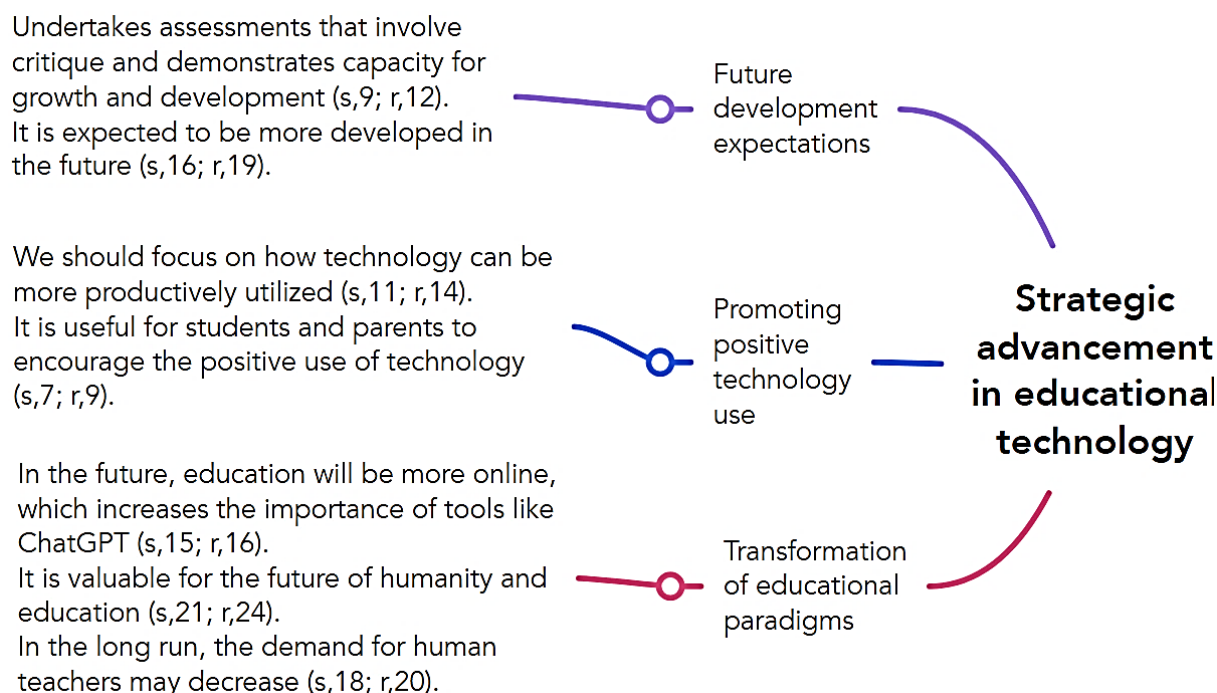 Undertakes assessments that involve
critique and demonstrates capacity for
growth and development (s,9; r,12).
It is expected to be more developed in
the future (s,16; r,19).
Future
development
expectations
We should focus on how technology can be
more productively utilized (s,11; r,14).
It is useful for students and parents to
encourage the positive use of technology
(s,7; r,9).
Promoting
positive
technology
use
In the future, education will be more online,
which increases the importance of tools like
ChatGPT (s,15; r,16).
It is valuable for the future of humanity and
education (s,21; r,24).
In the long run, the demand for human
teachers may decrease (s,18; r,20).
Transformation
of educational
paradigms
Strategic
advancement
in educational
technology